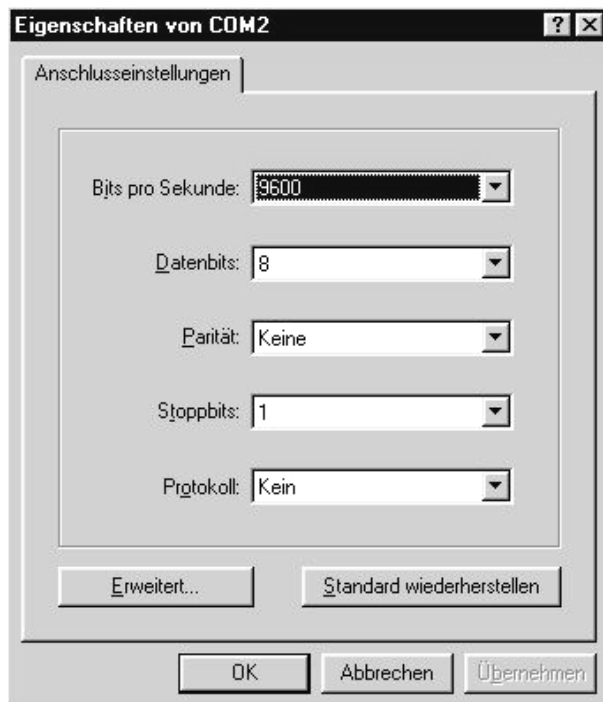 Eigenschaften von COM2
Anschlusseinstellungen
Bits pro Sekunde: 9600
Datenbits: 8
Parität: Keine
Stoppbits: 1
Protokoll: Kein
Erweitert... Standard wiederherstellen
OK Abbrechen Übernehmen